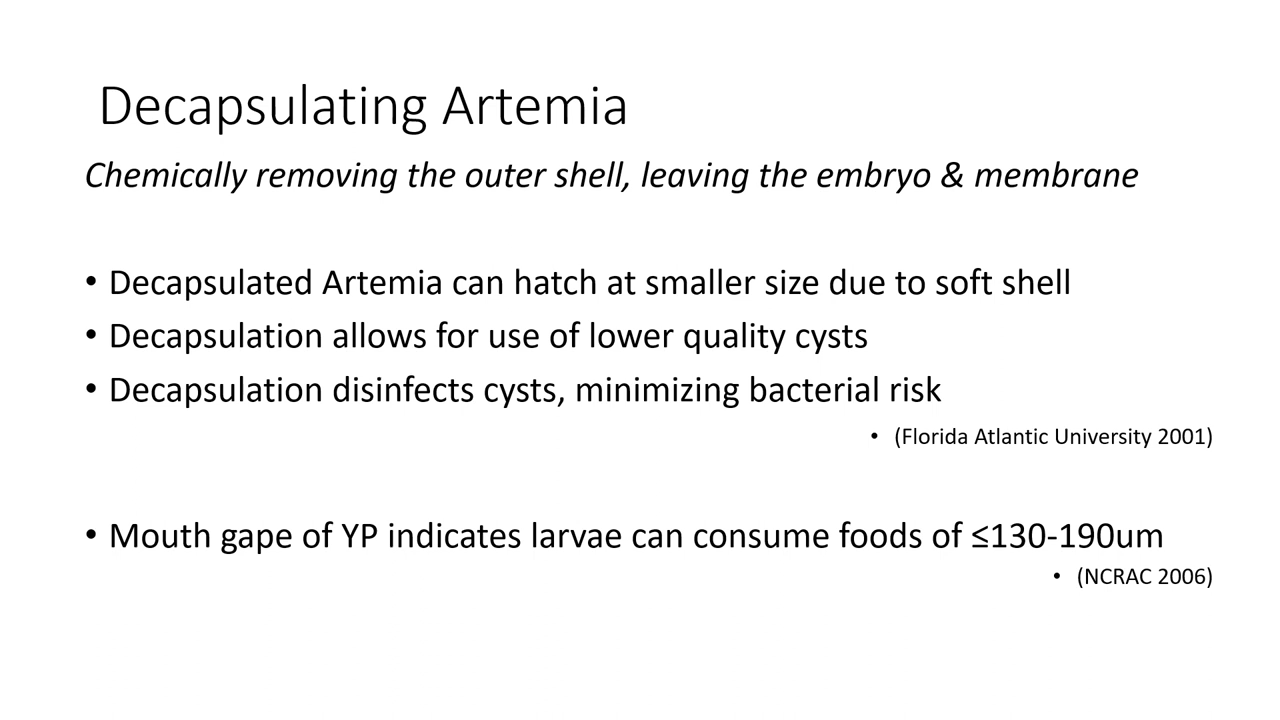 Decapsulating Artemia
Chemically removing the outer shell, leaving the embryo & membrane
• Decapsulated Artemia can hatch at smaller size due to soft shell
• Decapsulation allows for use of lower quality cysts
• Decapsulation disinfects cysts, minimizing bacterial risk
• (Florida Atlantic University 2001)
• Mouth gape of YP indicates larvae can consume foods of ≤130-190um
• (NCRAC 2006)